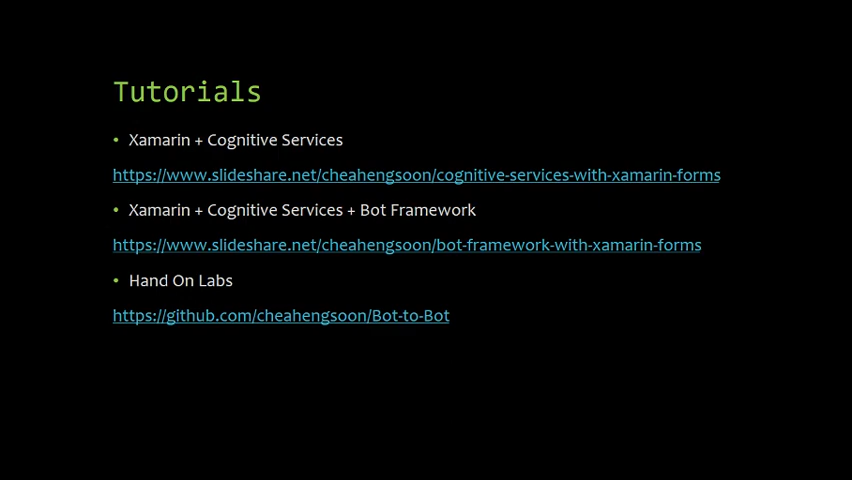 Tutorials
• Xamarin + Cognitive Services
https://www.slideshare.net/cheahengsoon/cognitive-services-with-xamarin-forms
• Xamarin + Cognitive Services + Bot Framework
https://www.slideshare.net/cheahengsoon/bot-framework-with-xamarin-forms
• Hand On Labs
https://github.com/cheahengsoon/Bot-to-Bot